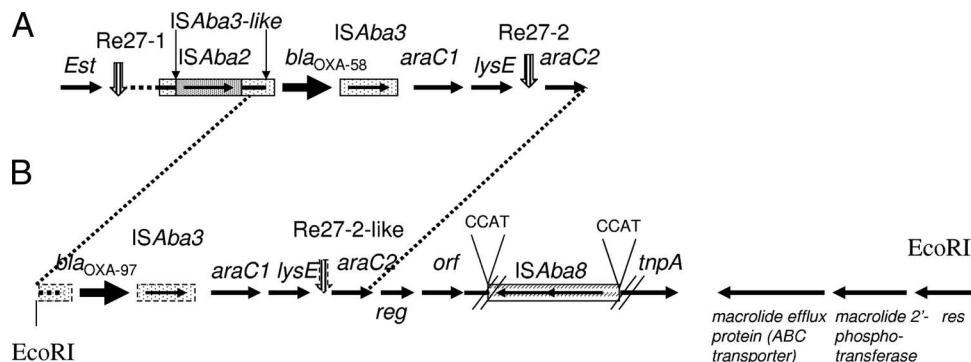 A
ISAba3-like
Re27-1
ISAba3
Re27-2
Est
ISAba2
blaOXA-58
araC1
lysE
araC2
B
CCAT
CCAT
Re27-2-like
ISAba3
EcoRI
blaOXA-97
araC1
lysE
araC2
orf
ISAba8
tnpA
reg
macrolide efflux
protein (ABC
transporter)
macrolide 2'-
phospho-
transferase
res
EcoRI